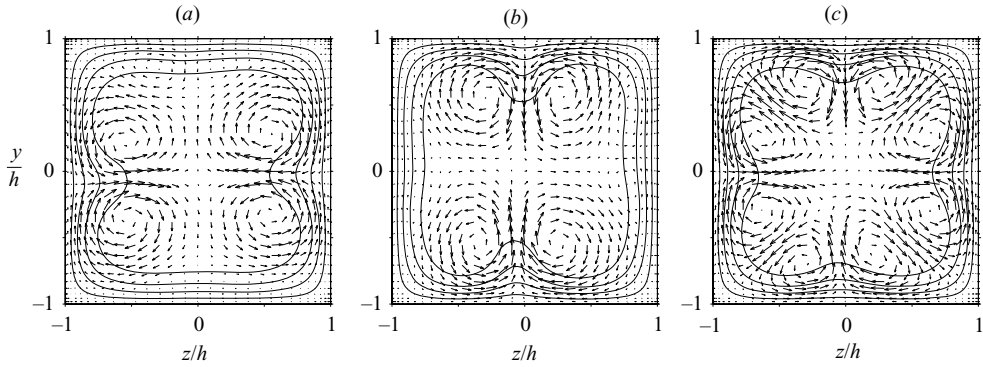 (a) (b) (c)
1 1 1
y/h 0 0 0
–1 –1 –1
–1 0 1 –1 0 1 –1 0 1
z/h z/h z/h